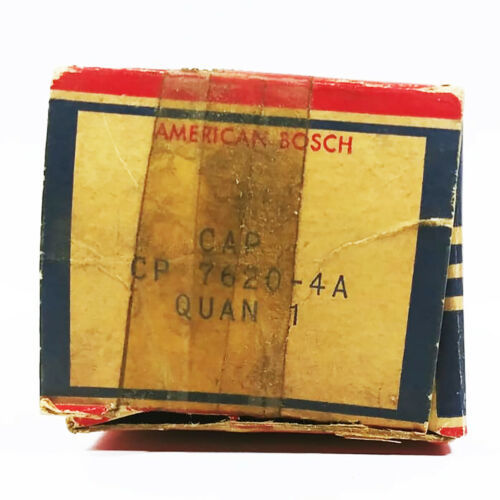 AMERICAN BOSCH
CAP
CP 7620-4A
QUAN 1